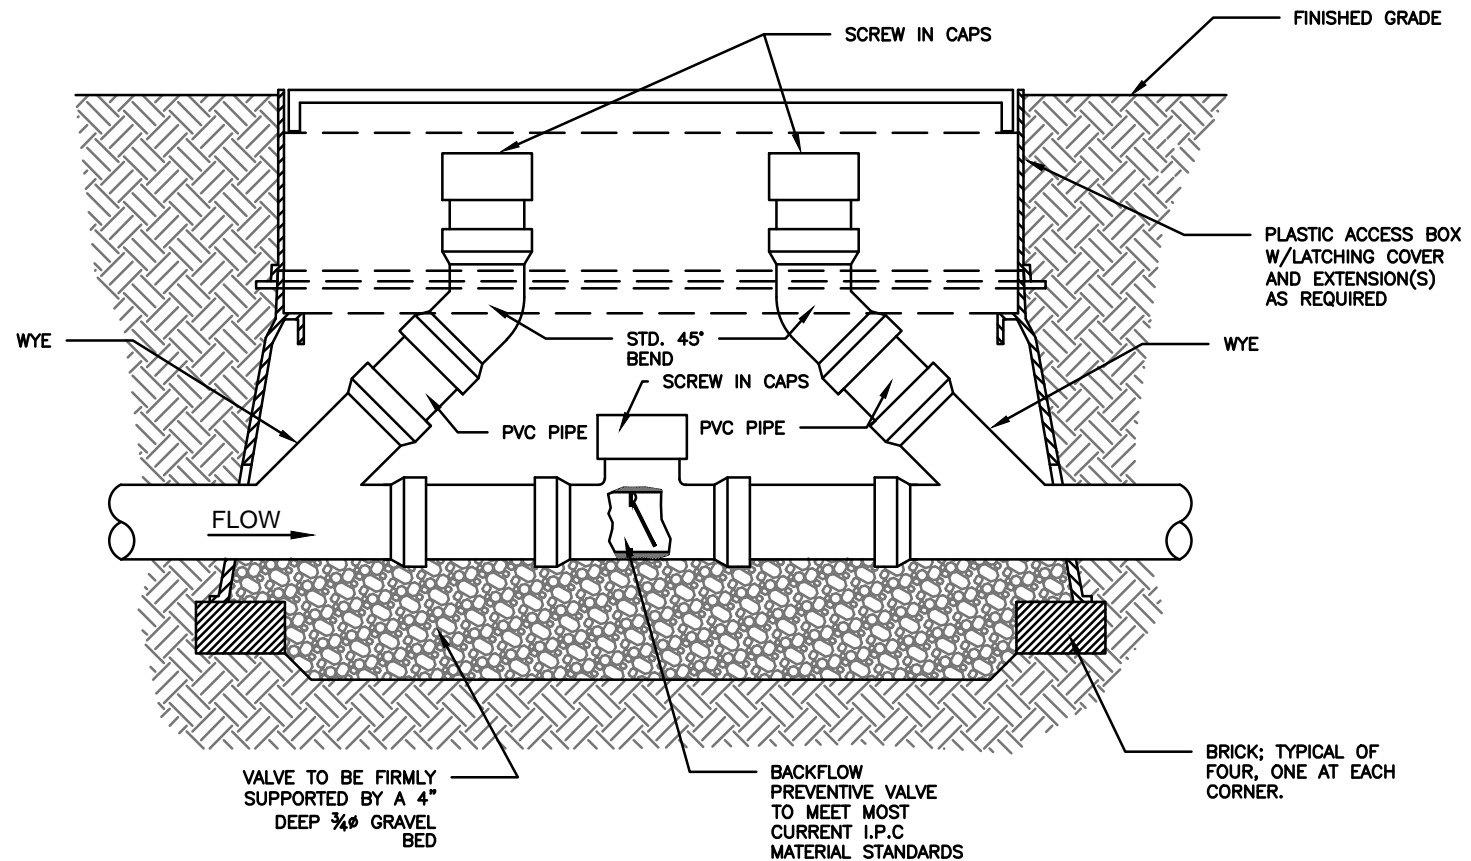 FINISHED GRADE
SCREW IN CAPS
PLASTIC ACCESS BOX
W/LATCHING COVER
AND EXTENSION(S)
AS REQUIRED
WYE
STD. 45°
BEND
WYE
SCREW IN CAPS
PVC PIPE
PVC PIPE
FLOW
VALVE TO BE FIRMLY
SUPPORTED BY A 4"
DEEP ¾ø GRAVEL
BED
BACKFLOW
PREVENTIVE VALVE
TO MEET MOST
CURRENT I.P.C
MATERIAL STANDARDS
BRICK; TYPICAL OF
FOUR, ONE AT EACH
CORNER.